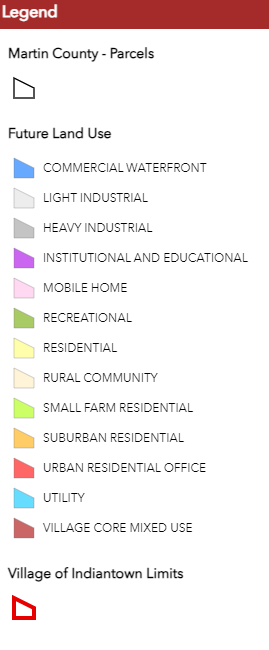 Legend
Martin County - Parcels
Future Land Use
COMMERCIAL WATERFRONT
LIGHT INDUSTRIAL
HEAVY INDUSTRIAL
INSTITUTIONAL AND EDUCATIONAL
MOBILE HOME
RECREATIONAL
RESIDENTIAL
RURAL COMMUNITY
SMALL FARM RESIDENTIAL
SUBURBAN RESIDENTIAL
URBAN RESIDENTIAL OFFICE
UTILITY
VILLAGE CORE MIXED USE
Village of Indiantown Limits